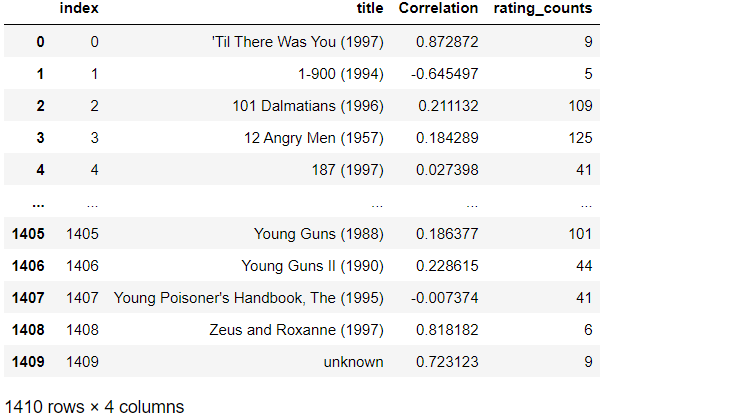 index title Correlation rating_counts
0 0 'Til There Was You (1997) 0.872872 9
1 1 1-900 (1994) -0.645497 5
2 2 101 Dalmatians (1996) 0.211132 109
3 3 12 Angry Men (1957) 0.184289 125
4 4 187 (1997) 0.027398 41
... ... ... ... ...
1405 1405 Young Guns (1988) 0.186377 101
1406 1406 Young Guns II (1990) 0.228615 44
1407 1407 Young Poisoner's Handbook, The (1995) -0.007374 41
1408 1408 Zeus and Roxanne (1997) 0.818182 6
1409 1409 unknown 0.723123 9
1410 rows × 4 columns